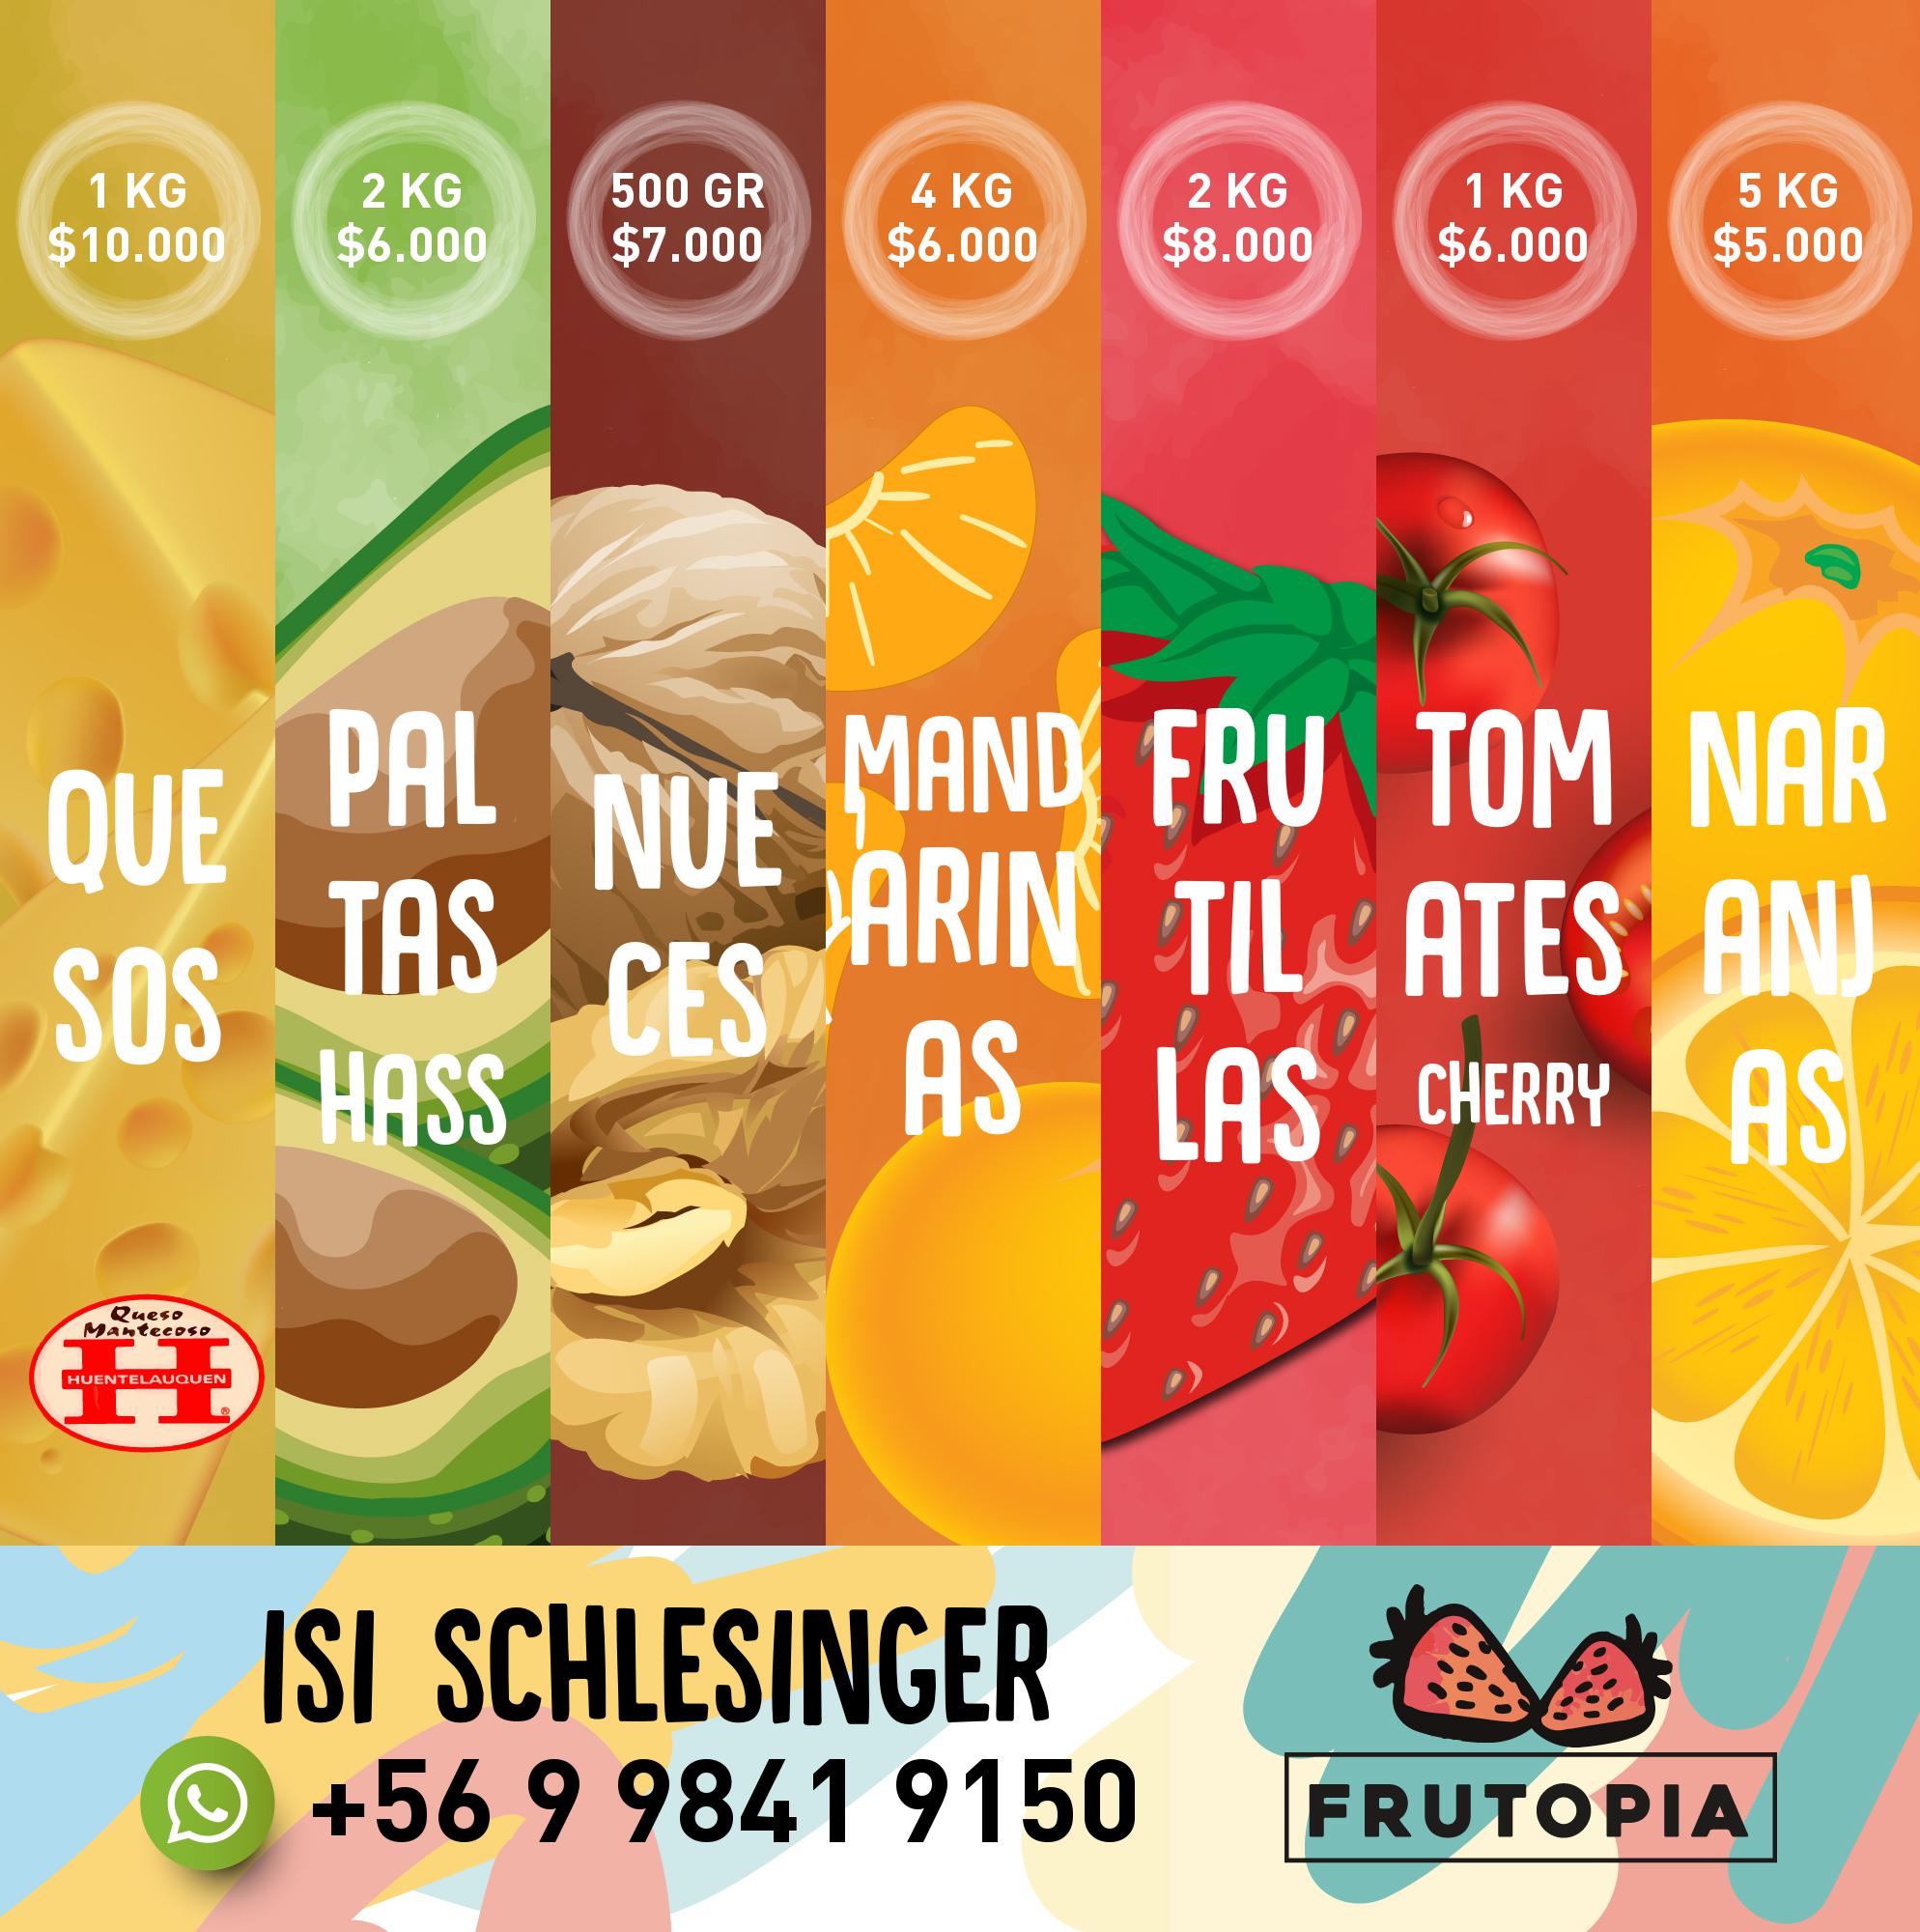 1 KG
$10.000
QUE
SOS
Queso
Mantecoso
HUENTELAUQUEN
®
2 KG
$6.000
PAL
TAS
HASS
500 GR
$7.000
NUE
CES
4 KG
$6.000
MAND
ARIN
AS
2 KG
$8.000
FRU
TIL
LAS
1 KG
$6.000
TOM
ATES
CHERRY
5 KG
$5.000
NAR
ANJ
AS
ISI SCHLESINGER
+56 9 9841 9150
FRUTOPIA